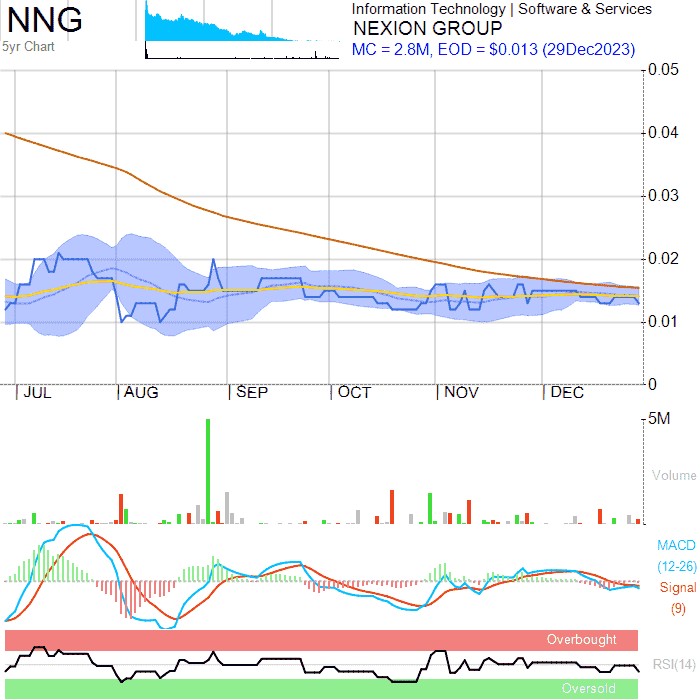 NNG
5yr Chart
Information Technology | Software & Services
NEXION GROUP
MC = 2.8M, EOD = $0.013 (29Dec2023)
0.05
0.04
0.03
0.02
0.01
0
JUL AUG SEP OCT NOV DEC
5M
Volume
MACD
(12-26)
Signal
(9)
Overbought
RSI(14)
Oversold